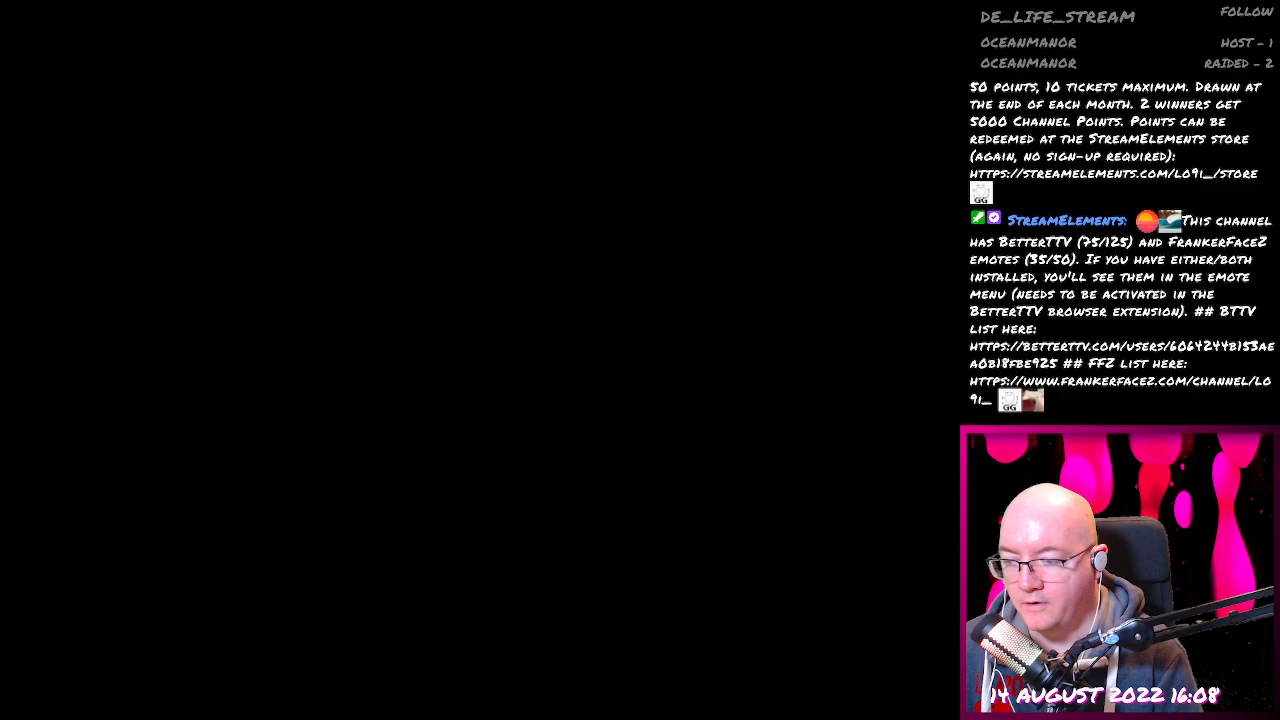 DE_LIFE_STREAM FOLLOW
OCEANMANOR HOST - 1
OCEANMANOR RAIDED - 2
50 POINTS, 10 TICKETS MAXIMUM. DRAWN AT
THE END OF EACH MONTH. 2 WINNERS GET
5000 CHANNEL POINTS. POINTS CAN BE
REDEEMED AT THE STREAMELEMENTS STORE
(AGAIN, NO SIGN-UP REQUIRED):
HTTPS://STREAMELEMENTS.COM/LO9I_/STORE
GG
STREAMELEMENTS: THIS CHANNEL
HAS BETTERTTV (75/125) AND FRANKERFACEZ
EMOTES (35/50). IF YOU HAVE EITHER/BOTH
INSTALLED, YOU'LL SEE THEM IN THE EMOTE
MENU (NEEDS TO BE ACTIVATED IN THE
BETTERTTV BROWSER EXTENSION). ## BTTV
LIST HERE:
HTTPS://BETTERTTV.COM/USERS/6064244B153AE
A0B18FBE925 ## FFZ LIST HERE:
HTTPS://WWW.FRANKERFACEZ.COM/CHANNEL/LO
9I_ GG
14 AUGUST 2022 16:08